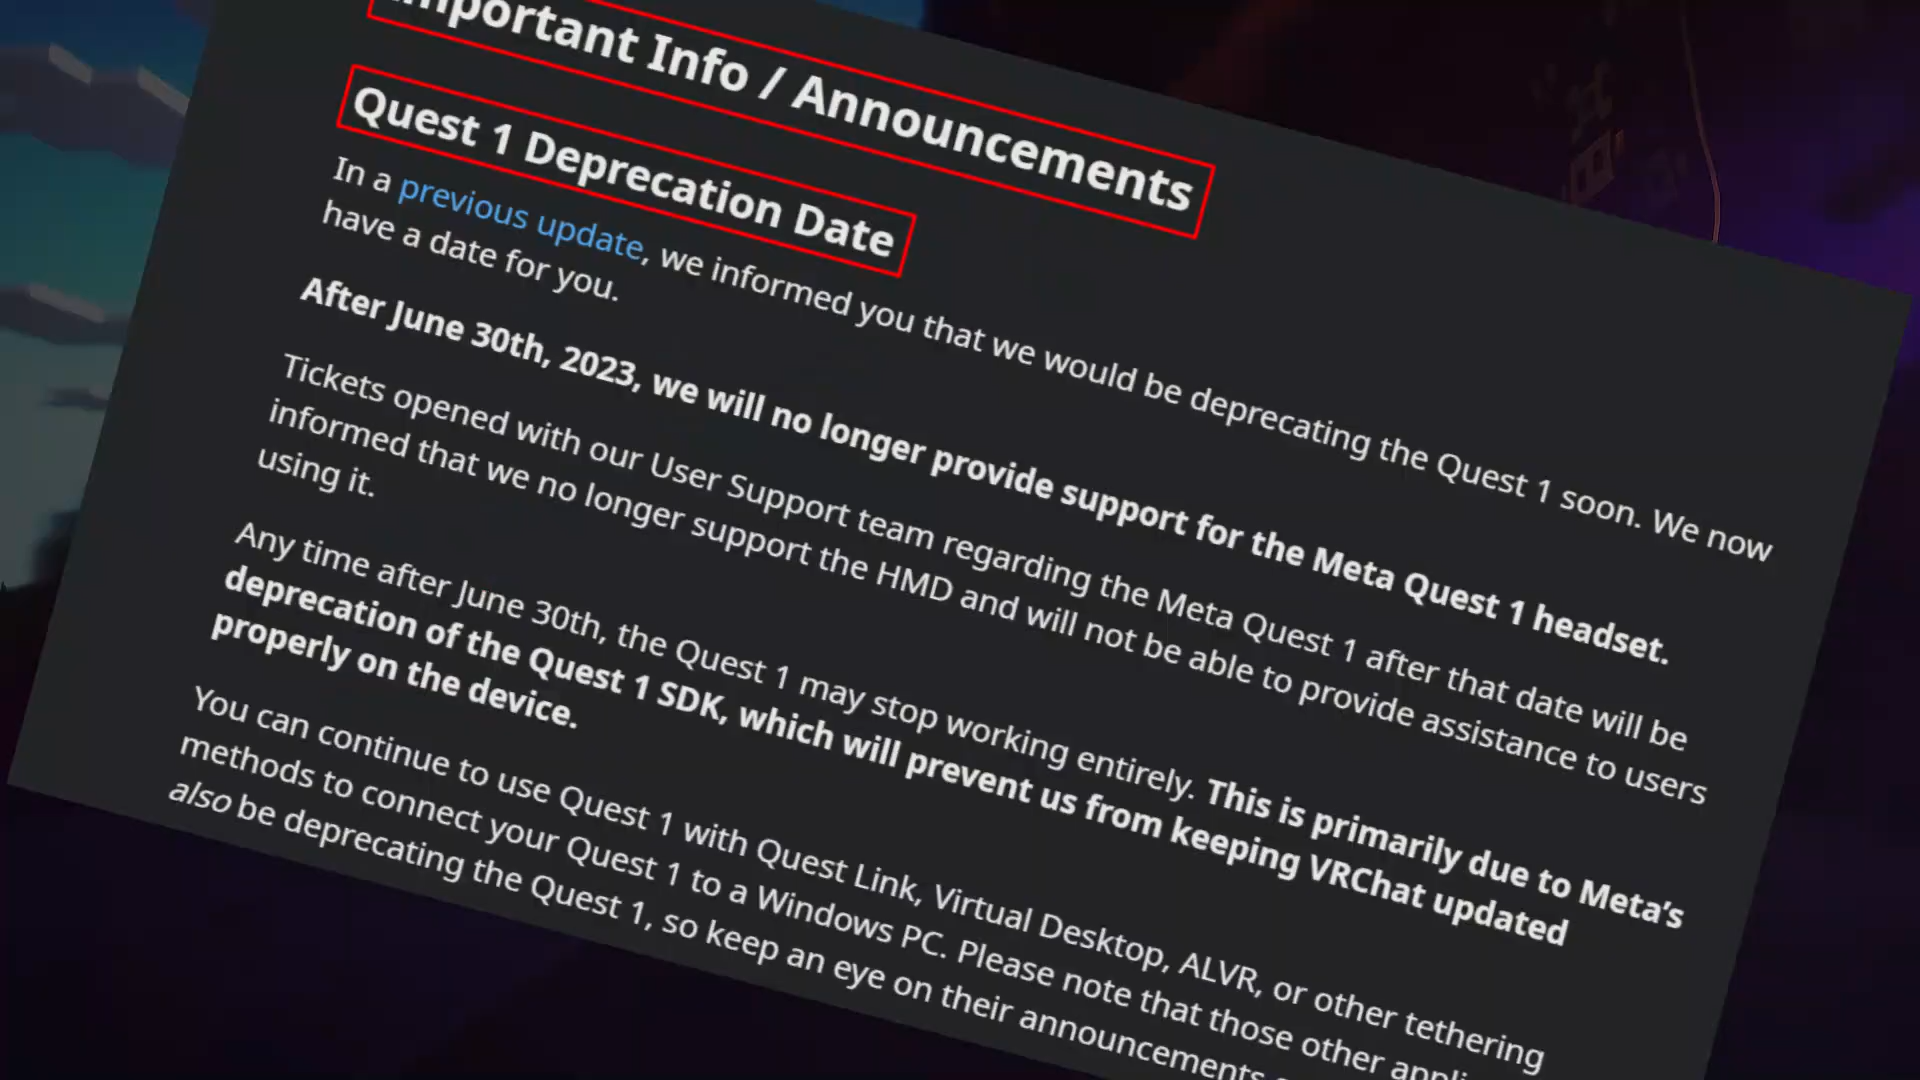 Important Info / Announcements
Quest 1 Deprecation Date
In a previous update, we informed you that we would be deprecating the Quest 1 soon. We now
have a date for you.
After June 30th, 2023, we will no longer provide support for the Meta Quest 1 headset.
Tickets opened with our User Support team regarding the Meta Quest 1 after that date will be
informed that we no longer support the HMD and will not be able to provide assistance to users
using it.
Any time after June 30th, the Quest 1 may stop working entirely. This is primarily due to Meta’s
deprecation of the Quest 1 SDK, which will prevent us from keeping VRChat updated
properly on the device.
You can continue to use Quest 1 with Quest Link, Virtual Desktop, ALVR, or other tethering
methods to connect your Quest 1 to a Windows PC. Please note that those other
also be deprecating the Quest 1, so keep an eye on their announcements